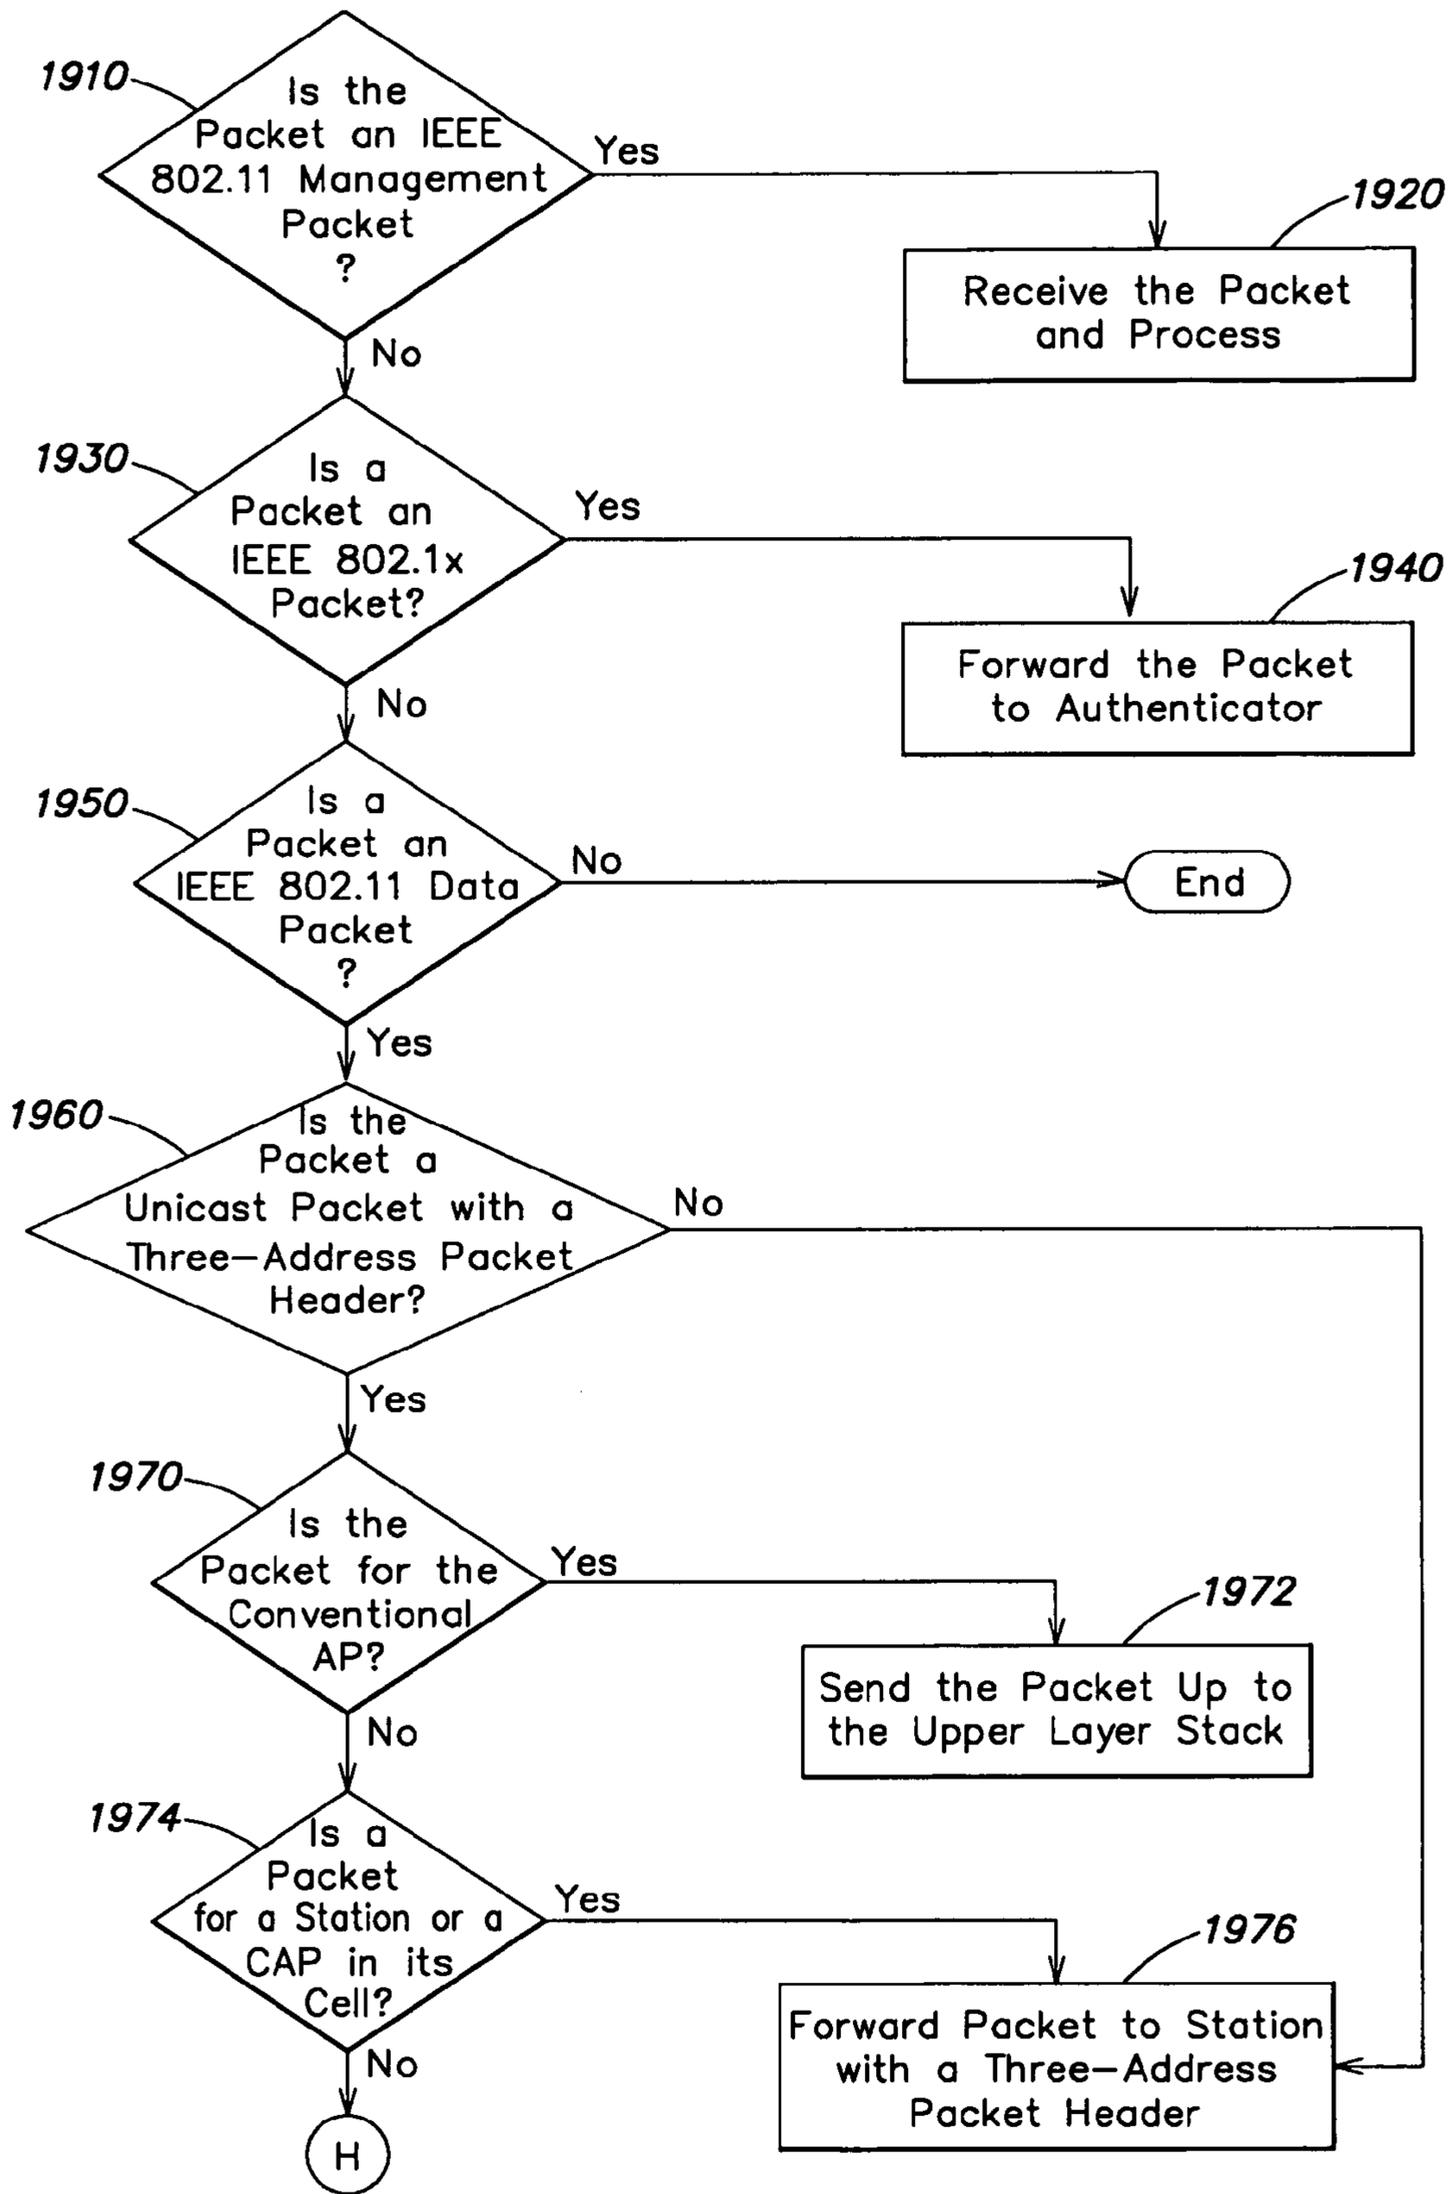 1910
Is the
Packet an IEEE
802.11 Management
Packet
?
Yes
1920
Receive the Packet
and Process
No
1930
Is a
Packet an
IEEE 802.1x
Packet?
Yes
1940
Forward the Packet
to Authenticator
No
1950
Is a
Packet an
IEEE 802.11 Data
Packet
?
No
End
Yes
1960
Is the
Packet a
Unicast Packet with a
Three-Address Packet
Header?
No
Yes
1970
Is the
Packet for the
Conventional
AP?
Yes
1972
Send the Packet Up to
the Upper Layer Stack
No
1974
Is a
Packet
for a Station or a
CAP in its
Cell?
Yes
1976
Forward Packet to Station
with a Three-Address
Packet Header
No
H